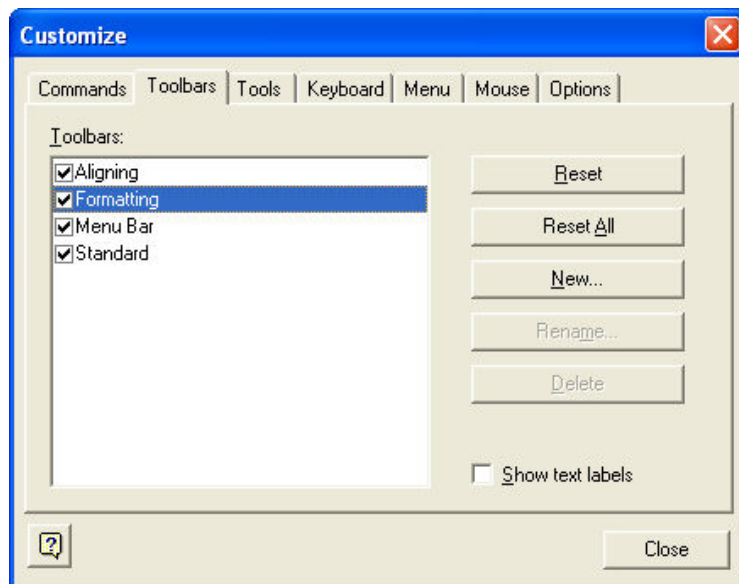 Customize
Commands Toolbars Tools Keyboard Menu Mouse Options
Toolbars:
Aligning
Formatting
Menu Bar
Standard
Reset
Reset All
New...
Rename...
Delete
Show text labels
?
Close